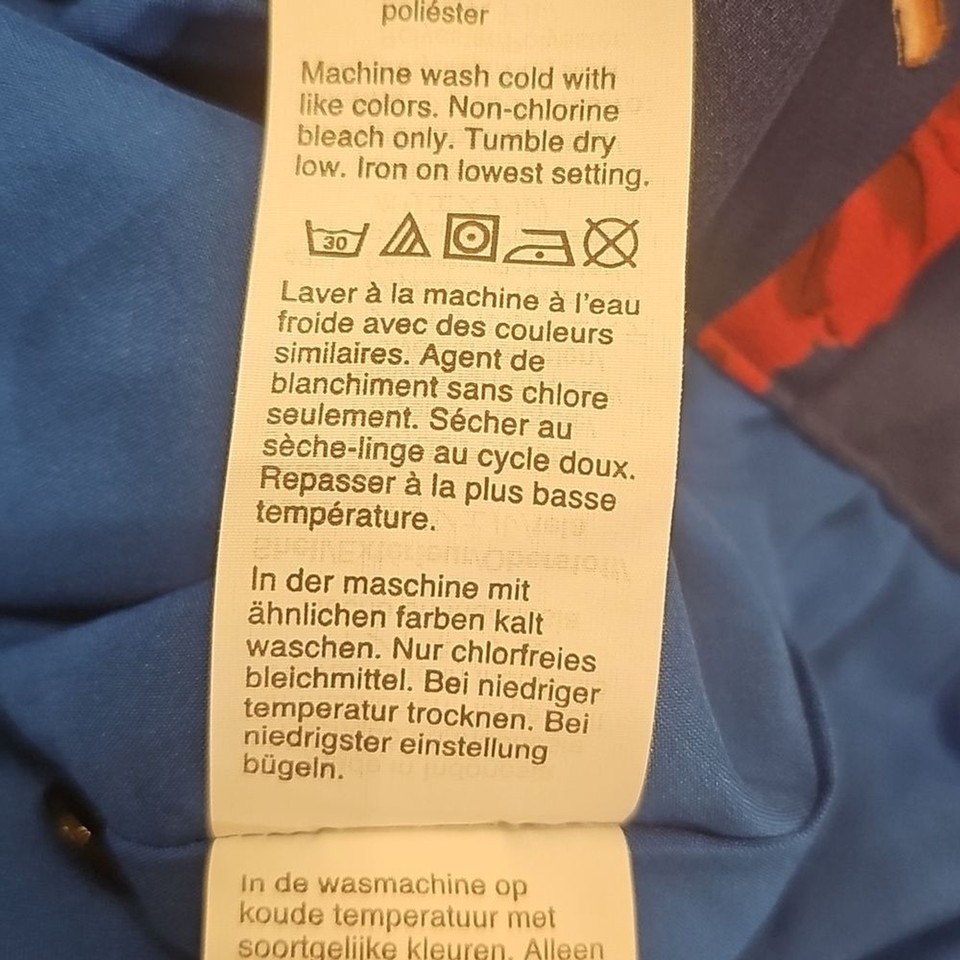 poliéster
Machine wash cold with
like colors. Non-chlorine
bleach only. Tumble dry
low. Iron on lowest setting.
30
Laver à la machine à l'eau
froide avec des couleurs
similaires. Agent de
blanchiment sans chlore
seulement. Sécher au
sèche-linge au cycle doux.
Repasser à la plus basse
température.
In der maschine mit
ähnlichen farben kalt
waschen. Nur chlorfreies
bleichmittel. Bei niedriger
temperatur trocknen. Bei
niedrigster einstellung
bügeln.
In de wasmachine op
koude temperatuur met
soortgelijke kleuren. Alleen